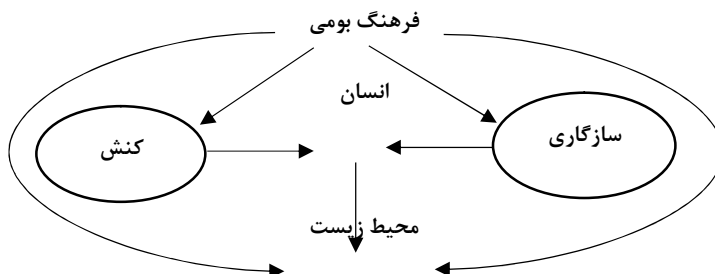 فرهنگ بومی
انسان
سازگاری
کنش
محیط زیست